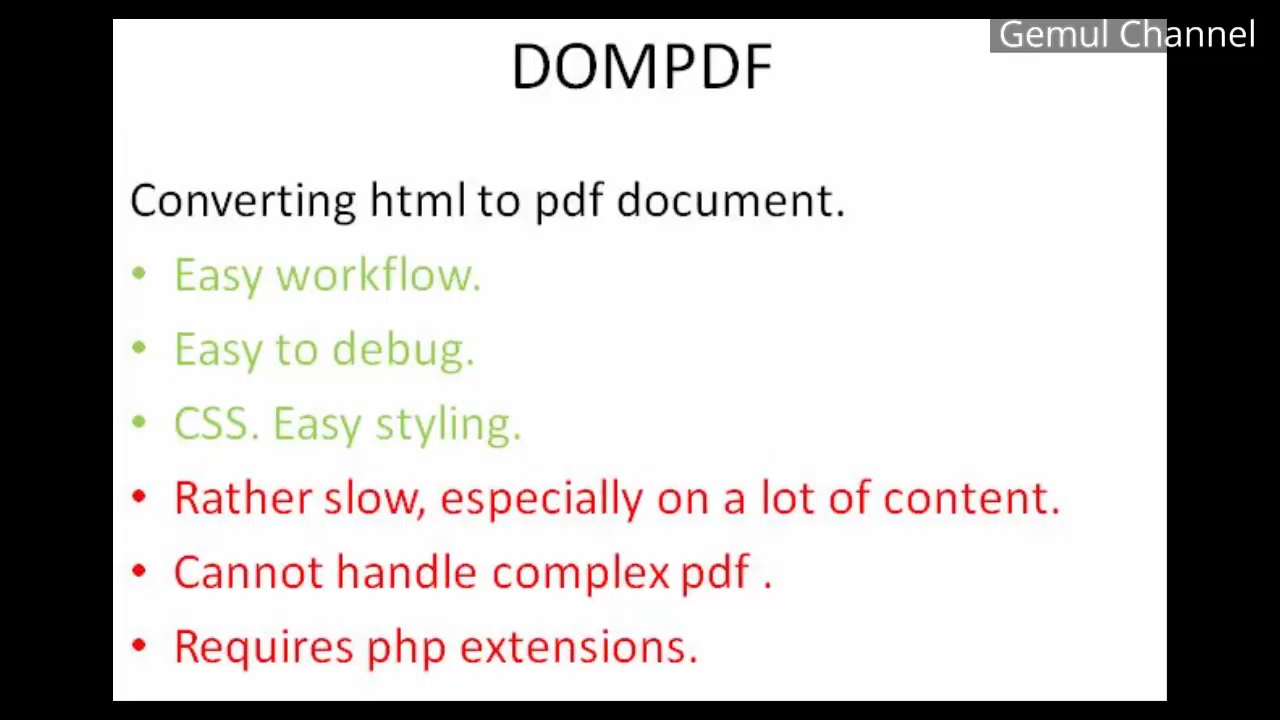 Gemul Channel
DOMPDF
Converting html to pdf document.
• Easy workflow.
• Easy to debug.
• CSS. Easy styling.
• Rather slow, especially on a lot of content.
• Cannot handle complex pdf .
• Requires php extensions.